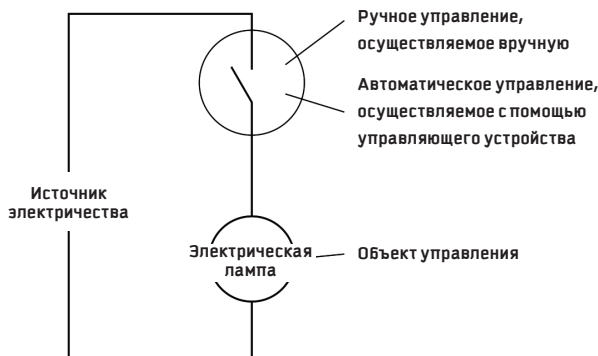 Ручное управление,
осуществляемое вручную
Автоматическое управление,
осуществляемое с помощью
управляющего устройства
Источник
электричества
Электрическая
лампа
Объект управления